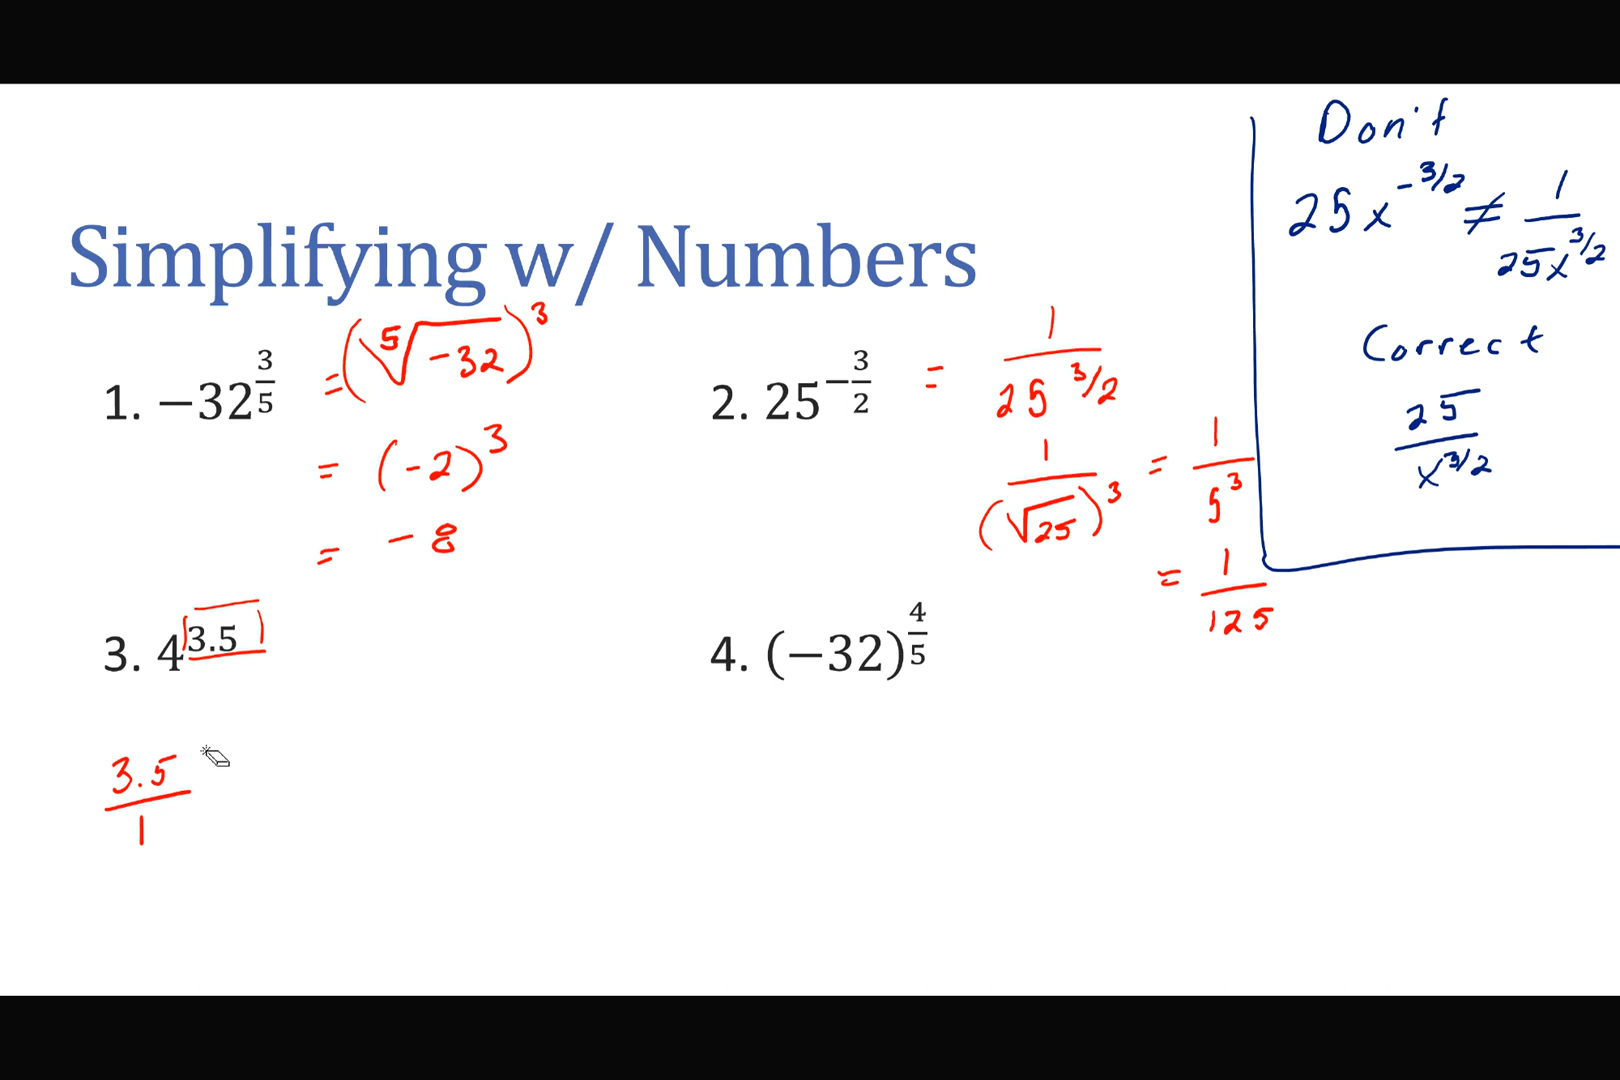 Simplifying w/ Numbers
1. −32^(3/5) = (⁵√−32)³
= (-2)³
= -8
2. 25^(−3/2) = 1/25^(3/2)
1/(√25)³ = 1/5³
= 1/125
3. 4^3.5
3.5/1
4. (−32)^(4/5)
Don't
25x^(-3/2) ≠ 1/25x^(3/2)
Correct
25/x^(3/2)